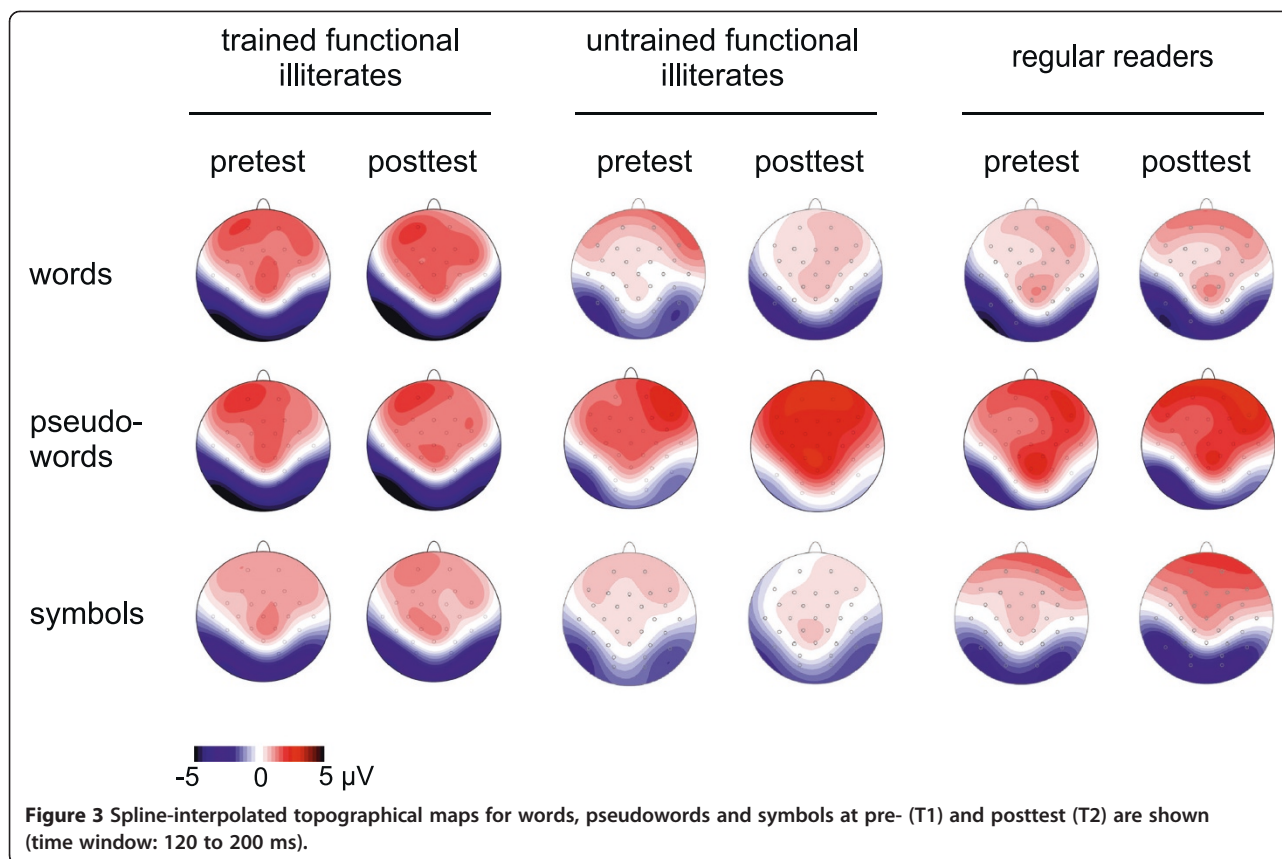 trained functional
illiterates
untrained functional
illiterates
regular readers
pretest posttest pretest posttest pretest posttest
words
pseudo-
words
symbols
-5 0 5 µV
Figure 3 Spline-interpolated topographical maps for words, pseudowords and symbols at pre- (T1) and posttest (T2) are shown
(time window: 120 to 200 ms).